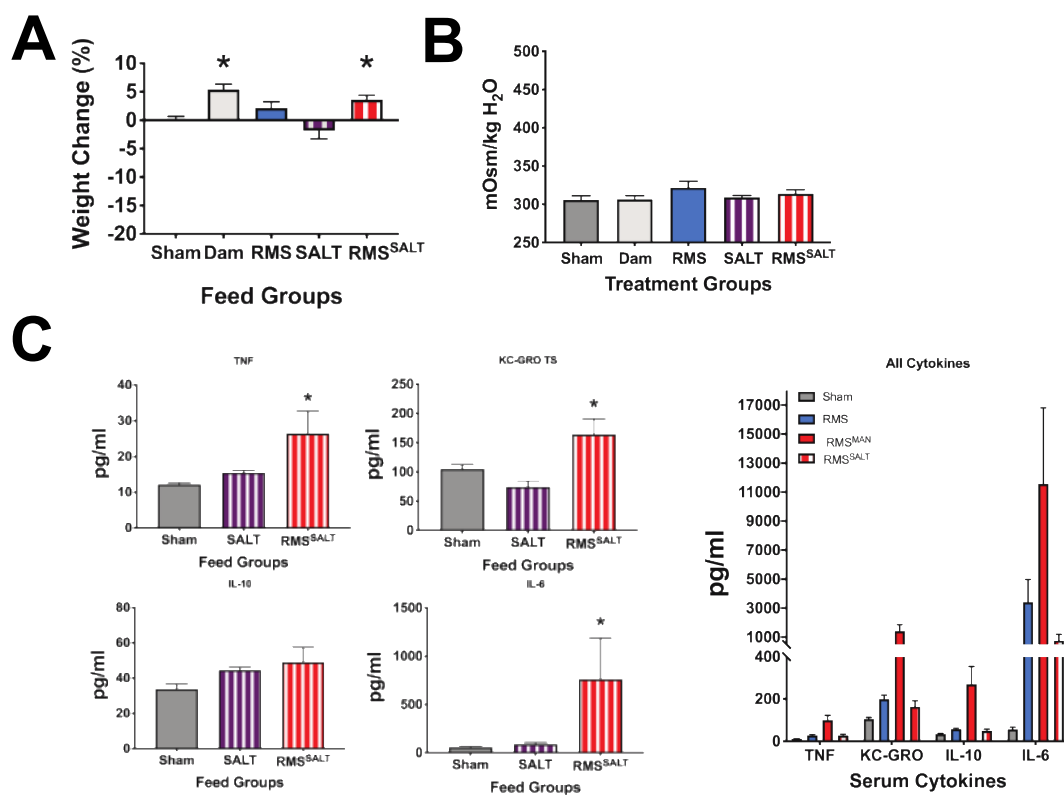 A
Weight Change (%)
10
5
0
-5
-10
-15
-20
*
*
Sham Dam RMS SALT RMS^SALT
Feed Groups
B
mOsm/kg H₂O
500
450
400
350
300
250
Sham Dam RMS SALT RMS^SALT
Treatment Groups
C
TNF
pg/ml
40
30
20
10
0
*
Sham SALT RMS^SALT
Feed Groups
KC-GRO TS
pg/ml
250
200
150
100
50
0
*
Sham SALT RMS^SALT
Feed Groups
IL-10
pg/ml
80
60
40
20
0
Sham SALT RMS^SALT
Feed Groups
IL-6
pg/ml
1500
1000
500
0
*
Sham SALT RMS^SALT
Feed Groups
All Cytokines
pg/ml
17000
15000
13000
11000
9000
7000
5000
3000
1000
400
200
0
Sham
RMS
RMS^MAN
RMS^SALT
TNF KC-GRO IL-10 IL-6
Serum Cytokines